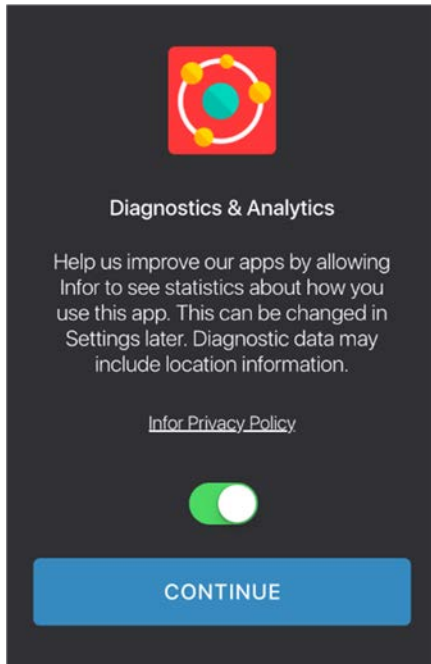 Diagnostics & Analytics
Help us improve our apps by allowing
Infor to see statistics about how you
use this app. This can be changed in
Settings later. Diagnostic data may
include location information.
Infor Privacy Policy
CONTINUE